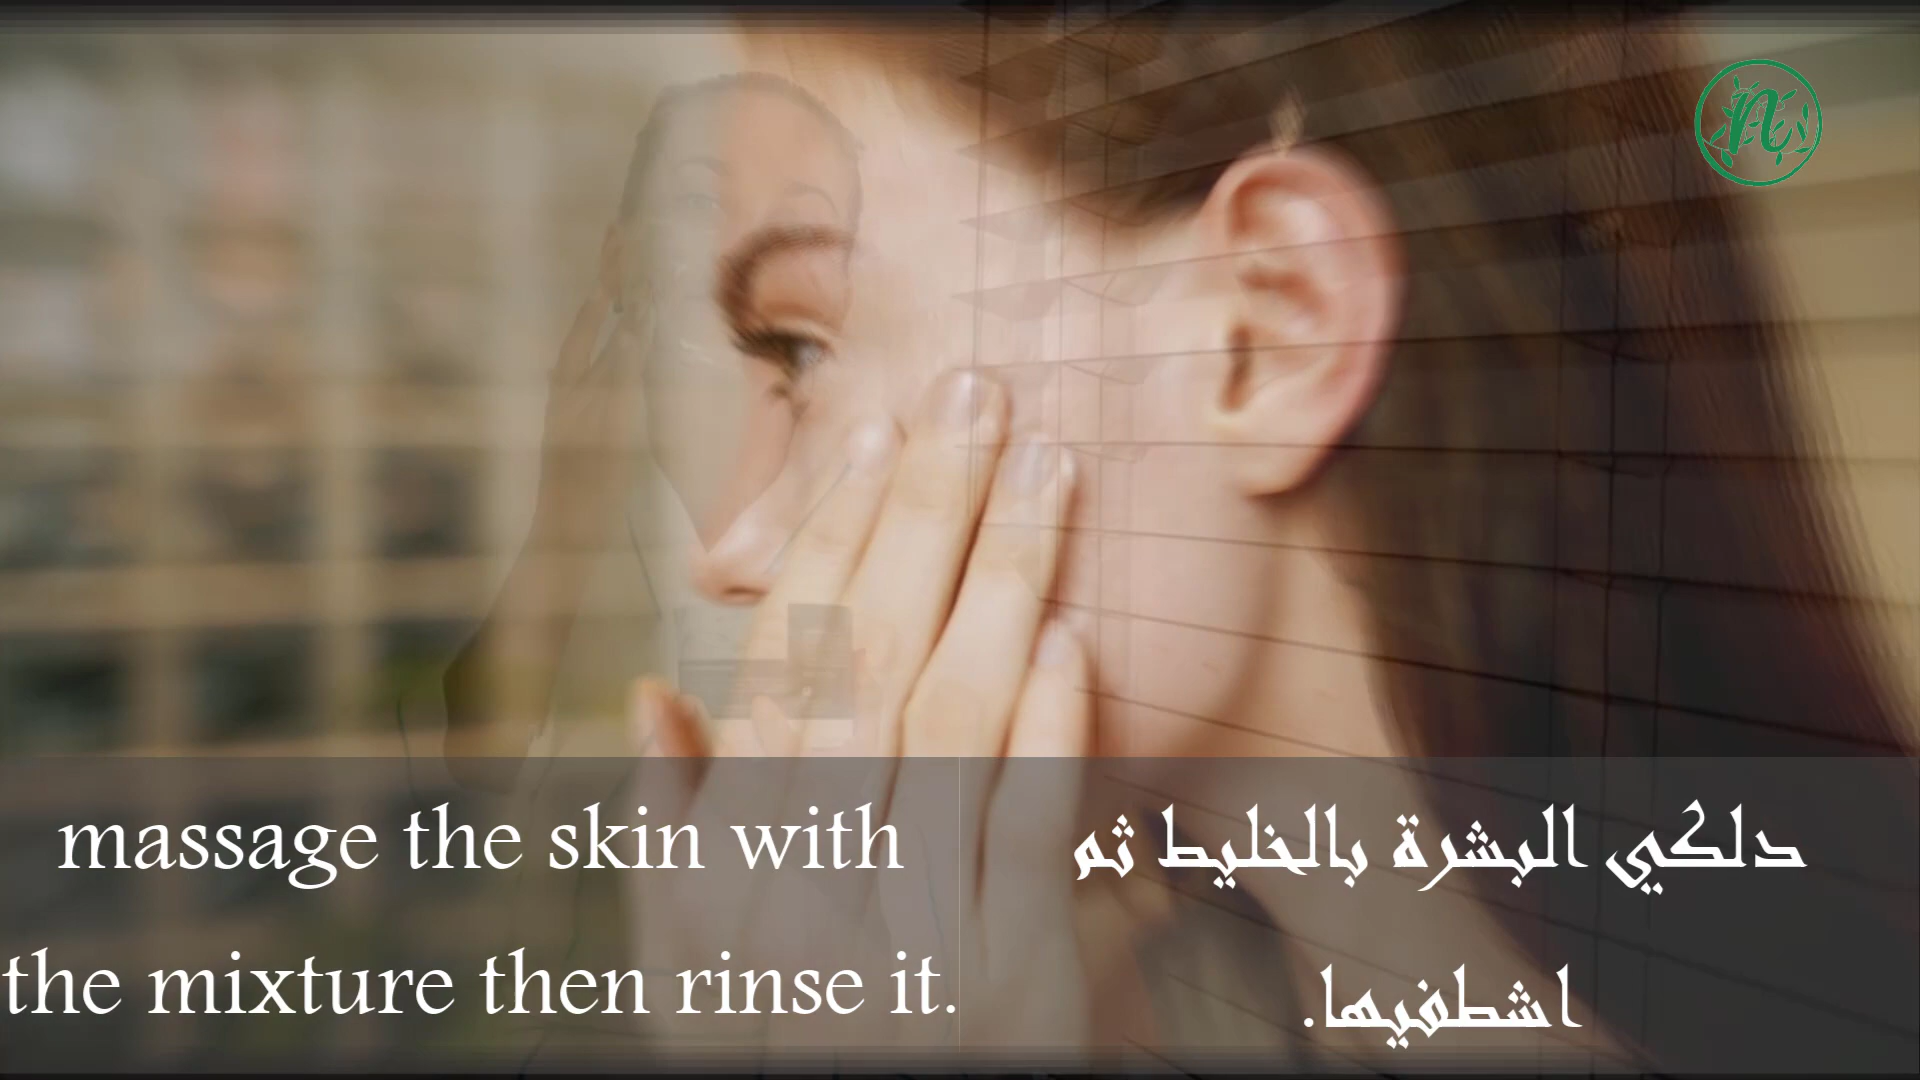 massage the skin with
the mixture then rinse it.
دلكي البشرة بالخليط ثم
اشطفيها.
n